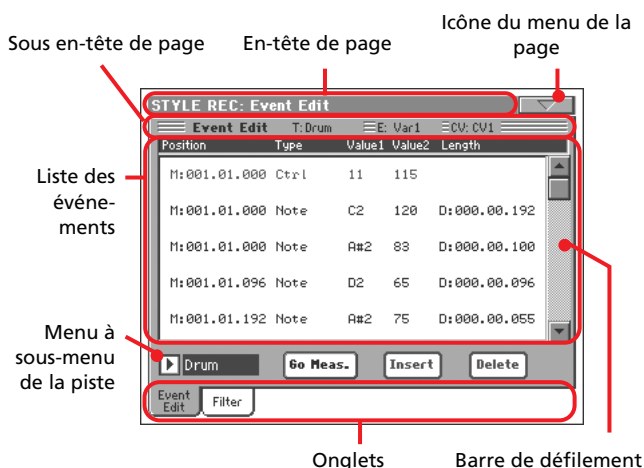 Icône du menu de la
page
Sous en-tête de page
En-tête de page
STYLE REC: Event Edit
Event Edit T:Drum E: Var1 CV: CV1
Position Type Value1 Value2 Length
M:001.01.000 Ctrl 11 115
M:001.01.000 Note C2 120 D:000.00.192
M:001.01.000 Note A#2 83 D:000.00.100
M:001.01.096 Note D2 65 D:000.00.096
M:001.01.192 Note A#2 75 D:000.00.055
Liste des
événe-
ments
Menu à
sous-menu
de la piste
Drum Go Meas. Insert Delete
Event
Edit
Filter
Onglets
Barre de défilement